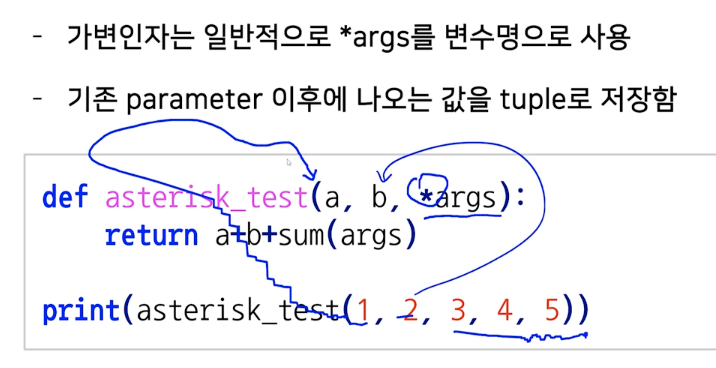 - 가변인자는 일반적으로 *args를 변수명으로 사용
- 기존 parameter 이후에 나오는 값을 tuple로 저장함
def asterisk_test(a, b, *args):
    return a+b+sum(args)
print(asterisk_test(1, 2, 3, 4, 5))